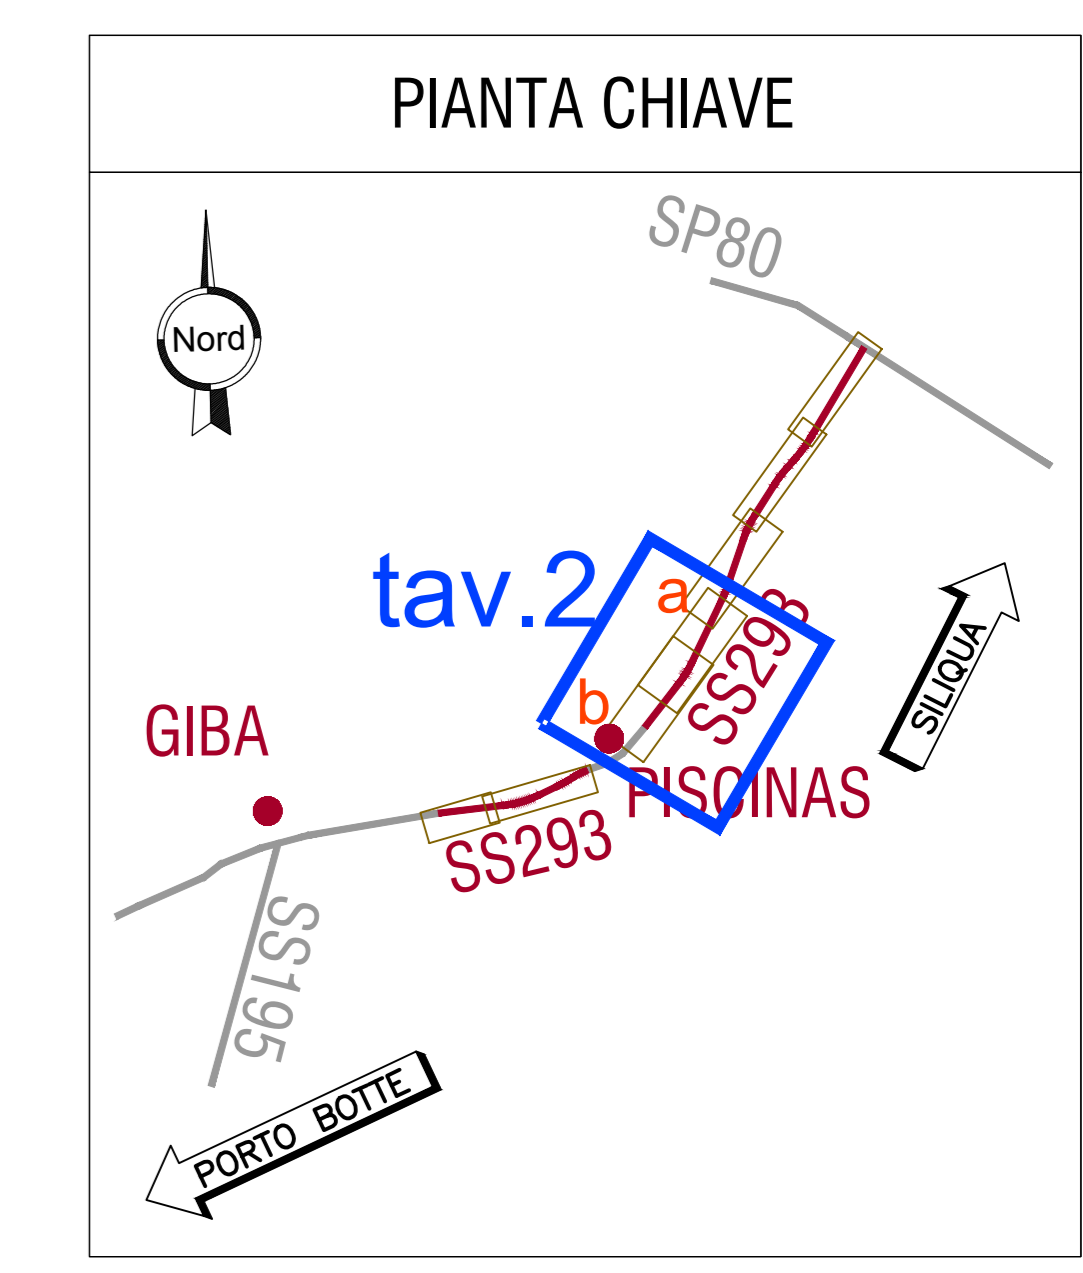 PIANTA CHIAVE
SP80
Nord
tav.2
a
SS293
SILIQUA
b
GIBA
PISCINAS
SS293
SS195
PORTO BOTTE